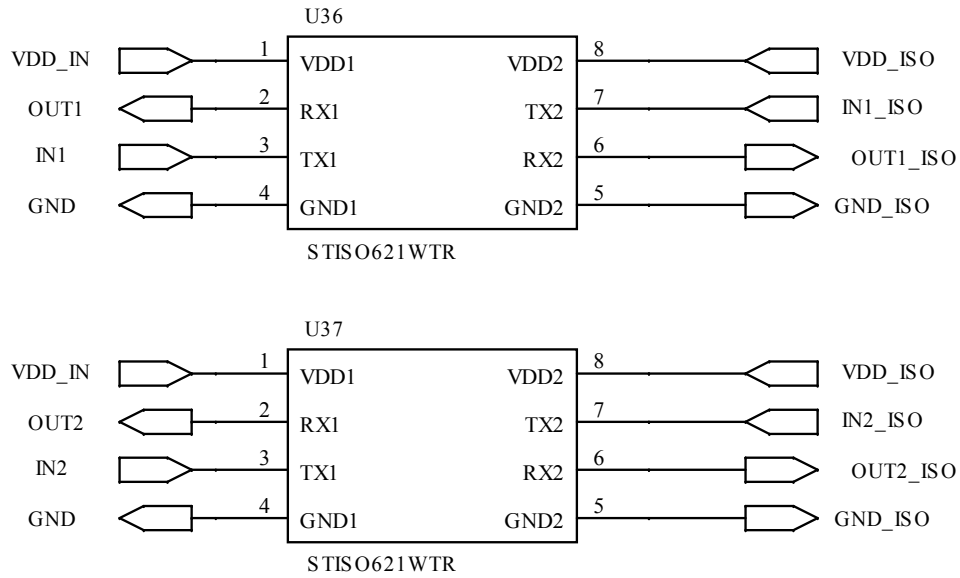 U36
VDD_IN 1 VDD1 VDD2 8 VDD_ISO
OUT1 2 RX1 TX2 7 IN1_ISO
IN1 3 TX1 RX2 6 OUT1_ISO
GND 4 GND1 GND2 5 GND_ISO
STISO621WTR
U37
VDD_IN 1 VDD1 VDD2 8 VDD_ISO
OUT2 2 RX1 TX2 7 IN2_ISO
IN2 3 TX1 RX2 6 OUT2_ISO
GND 4 GND1 GND2 5 GND_ISO
STISO621WTR